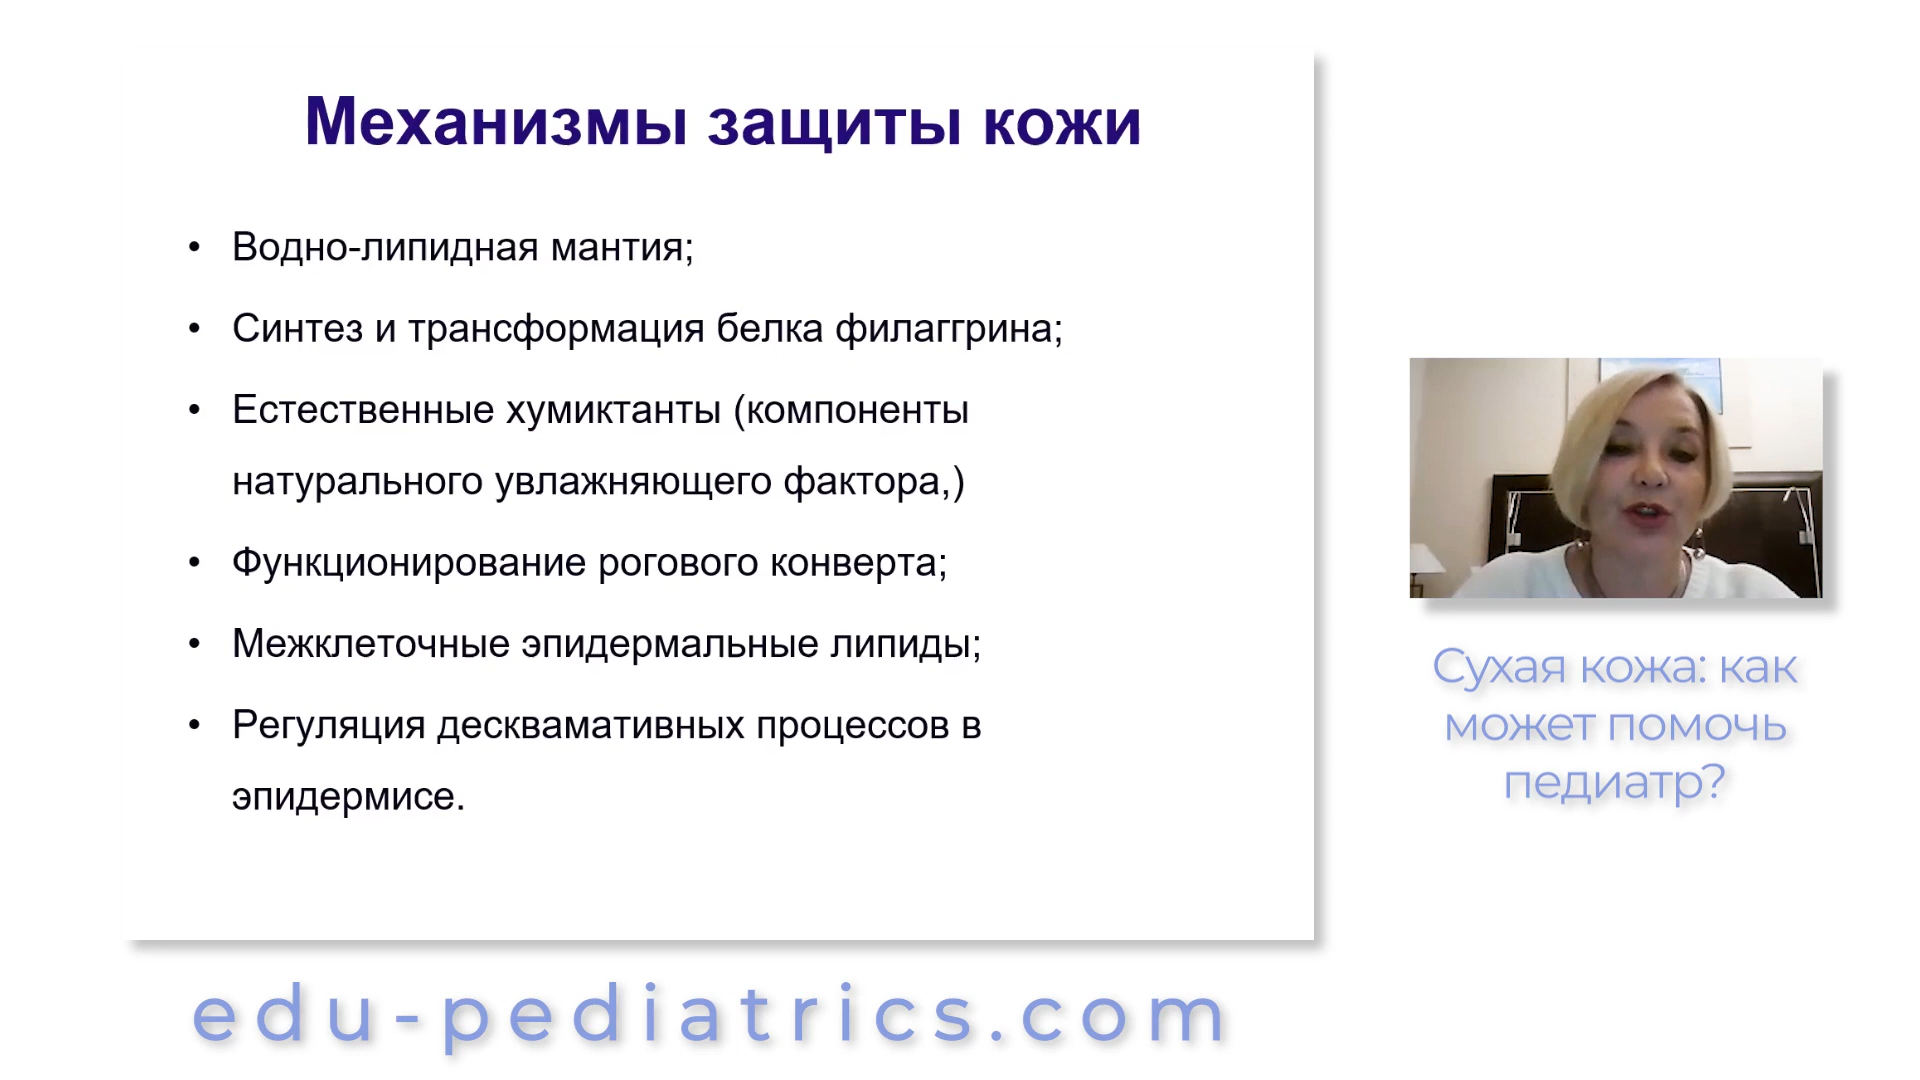 Механизмы защиты кожи
• Водно-липидная мантия;
• Синтез и трансформация белка филаггрина;
• Естественные хумиктанты (компоненты
натурального увлажняющего фактора,)
• Функционирование рогового конверта;
• Межклеточные эпидермальные липиды;
• Регуляция десквамативных процессов в
эпидермисе.
Сухая кожа: как
может помочь
педиатр?
edu-pediatrics.com